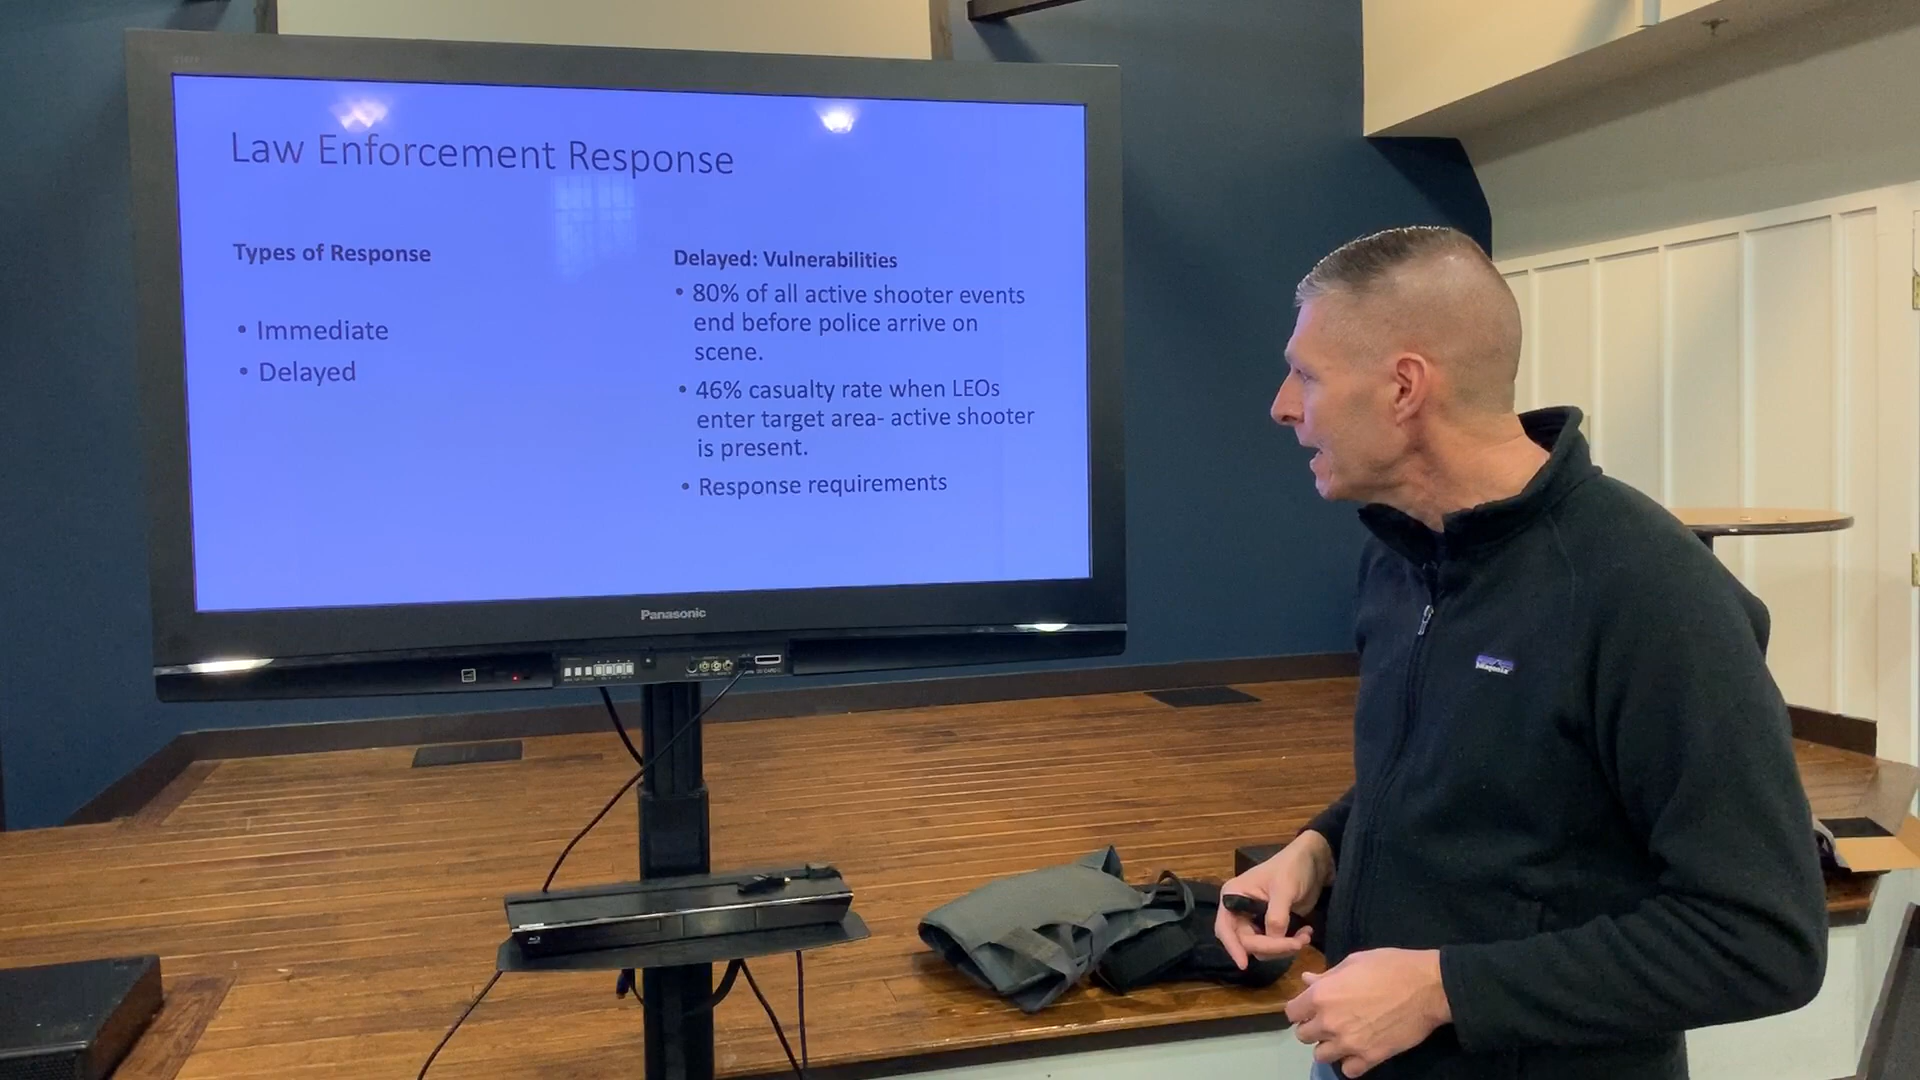 Law Enforcement Response
Types of Response
• Immediate
• Delayed
Delayed: Vulnerabilities
• 80% of all active shooter events
end before police arrive on
scene.
• 46% casualty rate when LEOs
enter target area- active shooter
is present.
• Response requirements
Panasonic
patagonia